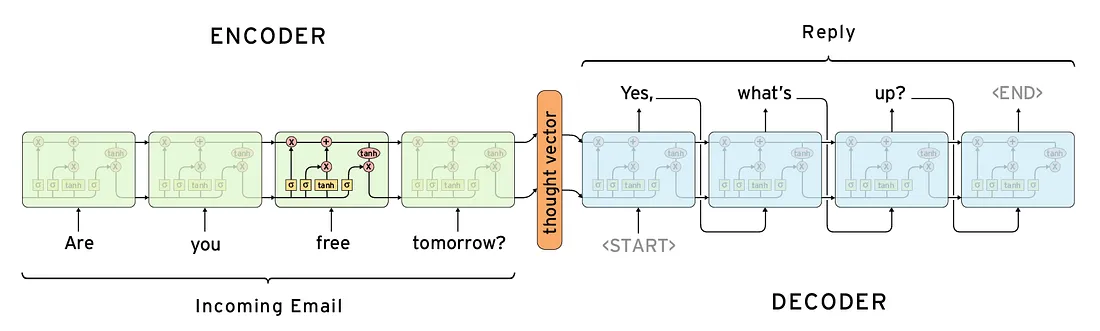 ENCODER
Reply
Yes, what's up? <END>
thought vector
x + tanh x σ σ tanh σ
x + tanh x σ σ tanh σ
x + tanh x σ σ tanh σ
x + tanh x σ σ tanh σ
x + tanh x σ σ tanh σ
x + tanh x σ σ tanh σ
x + tanh x σ σ tanh σ
x + tanh x σ σ tanh σ
Are you free tomorrow? <START>
Incoming Email
DECODER